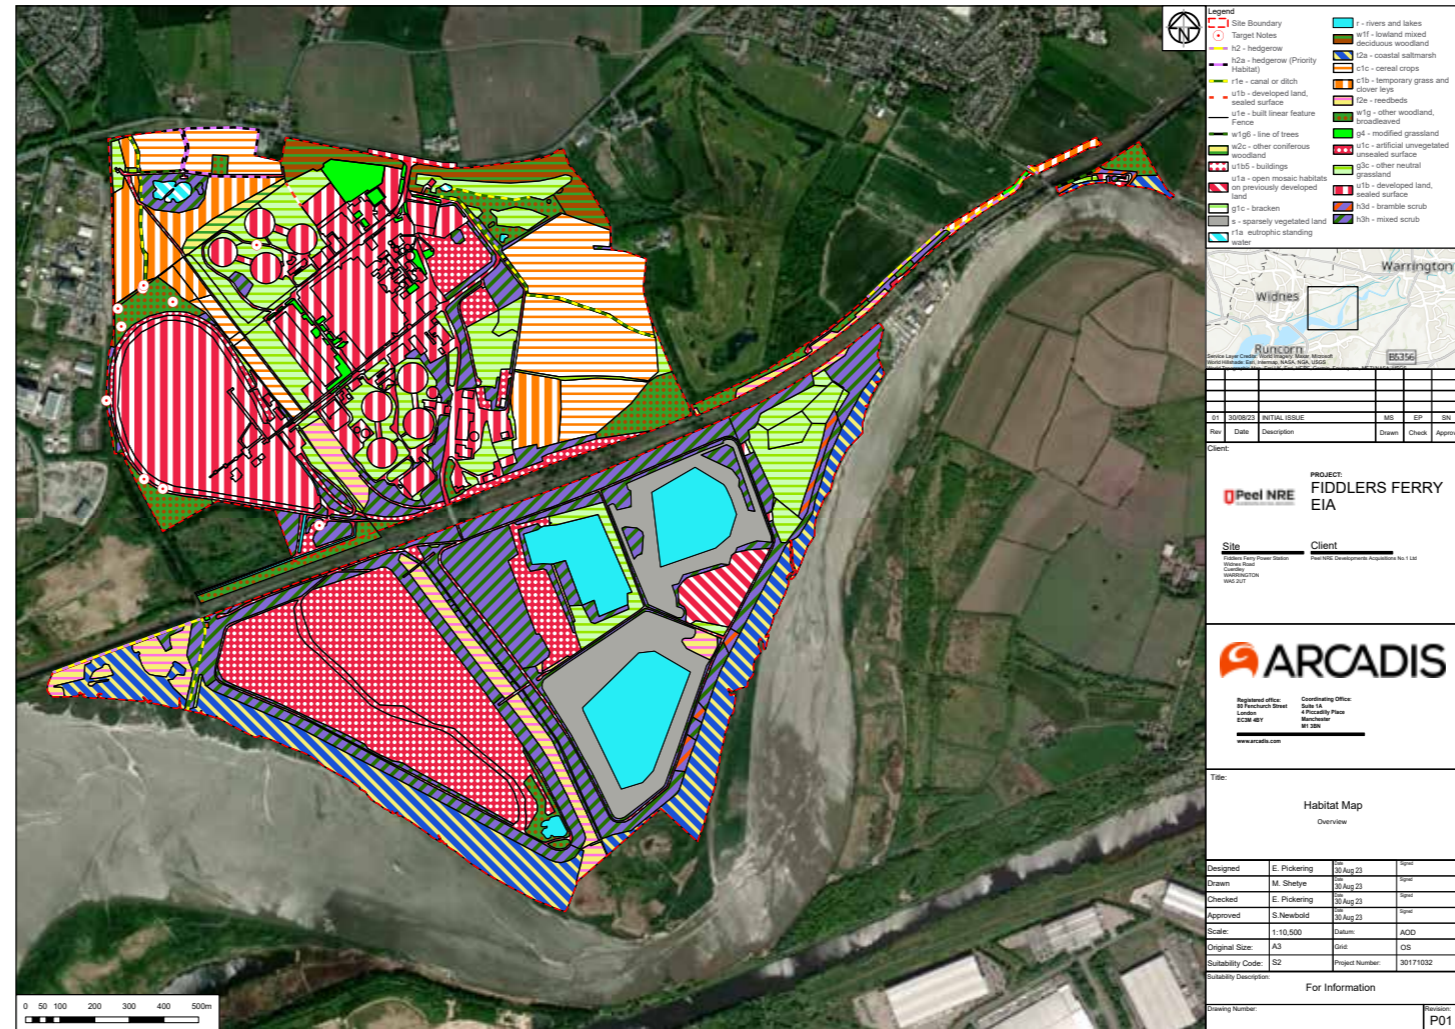 N
Legend
Site Boundary
Target Notes
h2 - hedgerow
h2a - hedgerow (Priority
Habitat)
r1e - canal or ditch
u1b - developed land,
sealed surface
u1e - built linear feature
Fence
w1g6 - line of trees
w2c - other coniferous
woodland
u1b5 - buildings
u1a - open mosaic habitats
on previously developed
land
g1c - bracken
s - sparsely vegetated land
r1a eutrophic standing
water
r - rivers and lakes
w1f - lowland mixed
deciduous woodland
t2a - coastal saltmarsh
c1c - cereal crops
c1b - temporary grass and
clover leys
f2e - reedbeds
w1g - other woodland,
broadleaved
g4 - modified grassland
u1c - artificial unvegetated
unsealed surface
g3c - other neutral
grassland
u1b - developed land,
sealed surface
h3d - bramble scrub
h3h - mixed scrub
Warrington
Widnes
Runcorn
B5356
01 30/08/23 INITIAL ISSUE MS EP SN
Rev Date Description Drawn Check Approv
Client:
Peel NRE
PROJECT:
FIDDLERS FERRY
EIA
Site
Fiddlers Ferry Power Station
Widnes Road
Cuerdley
WARRINGTON
WA5 2UT
Client
Peel NRE Developments Acquisitions No.1 Ltd
ARCADIS
Registered office:
80 Fenchurch Street
London
EC3M 4BY
Coordinating Office:
Suite 1A
4 Piccadilly Place
Manchester
M1 3BN
www.arcadis.com
Title:
Habitat Map
Overview
Designed E. Pickering Date 30 Aug 23 Signed
Drawn M. Shetye Date 30 Aug 23 Signed
Checked E. Pickering Date 30 Aug 23 Signed
Approved S.Newbold Date 30 Aug 23 Signed
Scale: 1:10,500 Datum: AOD
Original Size: A3 Grid: OS
Suitability Code: S2 Project Number: 30171032
Suitability Description:
For Information
Drawing Number:
Revision:
P01
0 50 100 200 300 400 500m